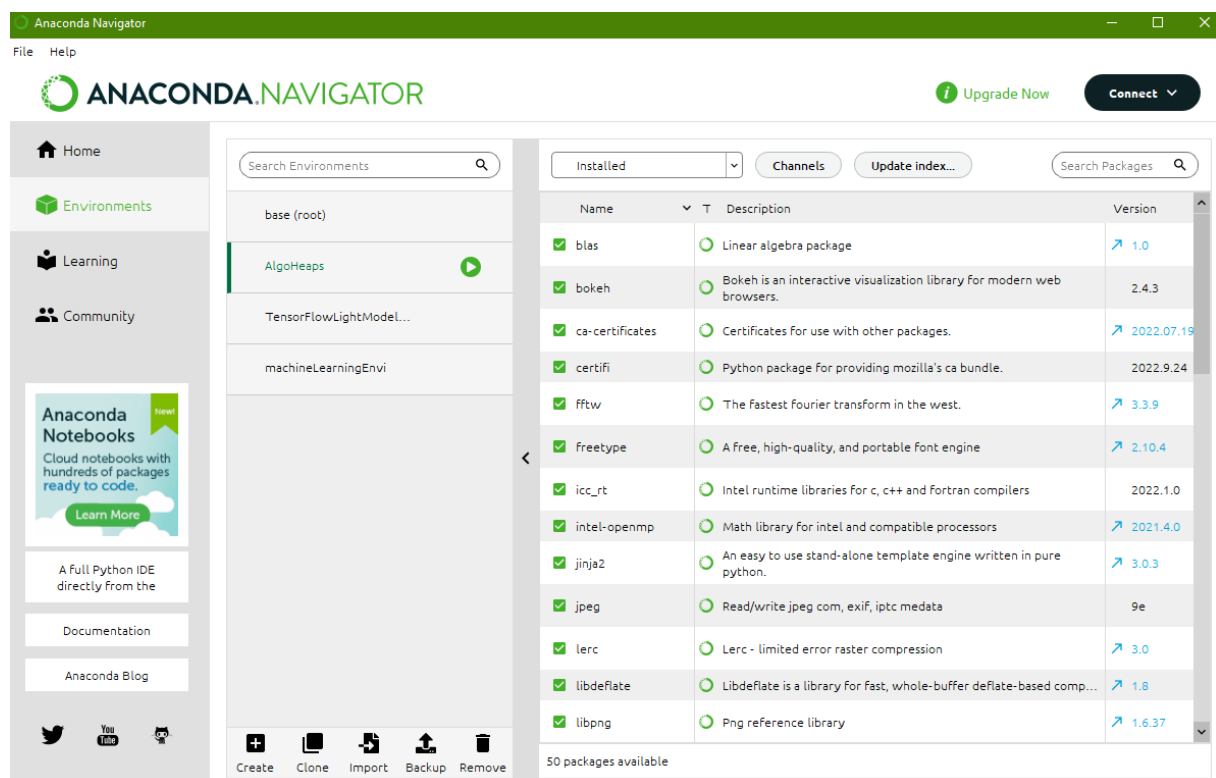 Anaconda Navigator
File Help
ANACONDA.NAVIGATOR
i Upgrade Now
Connect
Home
Environments
Learning
Community
Anaconda
Notebooks
New!
Cloud notebooks with
hundreds of packages
ready to code.
Learn More
A full Python IDE
directly from the
Documentation
Anaconda Blog
You
Tube
Search Environments
base (root)
AlgoHeaps
TensorFlowLightModel...
machineLearningEnvi
Create Clone Import Backup Remove
Installed Channels Update index... Search Packages
Name T Description Version
blas Linear algebra package 1.0
bokeh Bokeh is an interactive visualization library for modern web
browsers. 2.4.3
ca-certificates Certificates for use with other packages. 2022.07.19
certifi Python package for providing mozilla's ca bundle. 2022.9.24
fftw The fastest fourier transform in the west. 3.3.9
freetype A free, high-quality, and portable font engine 2.10.4
icc_rt Intel runtime libraries for c, c++ and fortran compilers 2022.1.0
intel-openmp Math library for intel and compatible processors 2021.4.0
jinja2 An easy to use stand-alone template engine written in pure
python. 3.0.3
jpeg Read/write jpeg com, exif, iptc medata 9e
lerc Lerc - limited error raster compression 3.0
libdeflate Libdeflate is a library for fast, whole-buffer deflate-based comp... 1.8
libpng Png reference library 1.6.37
50 packages available